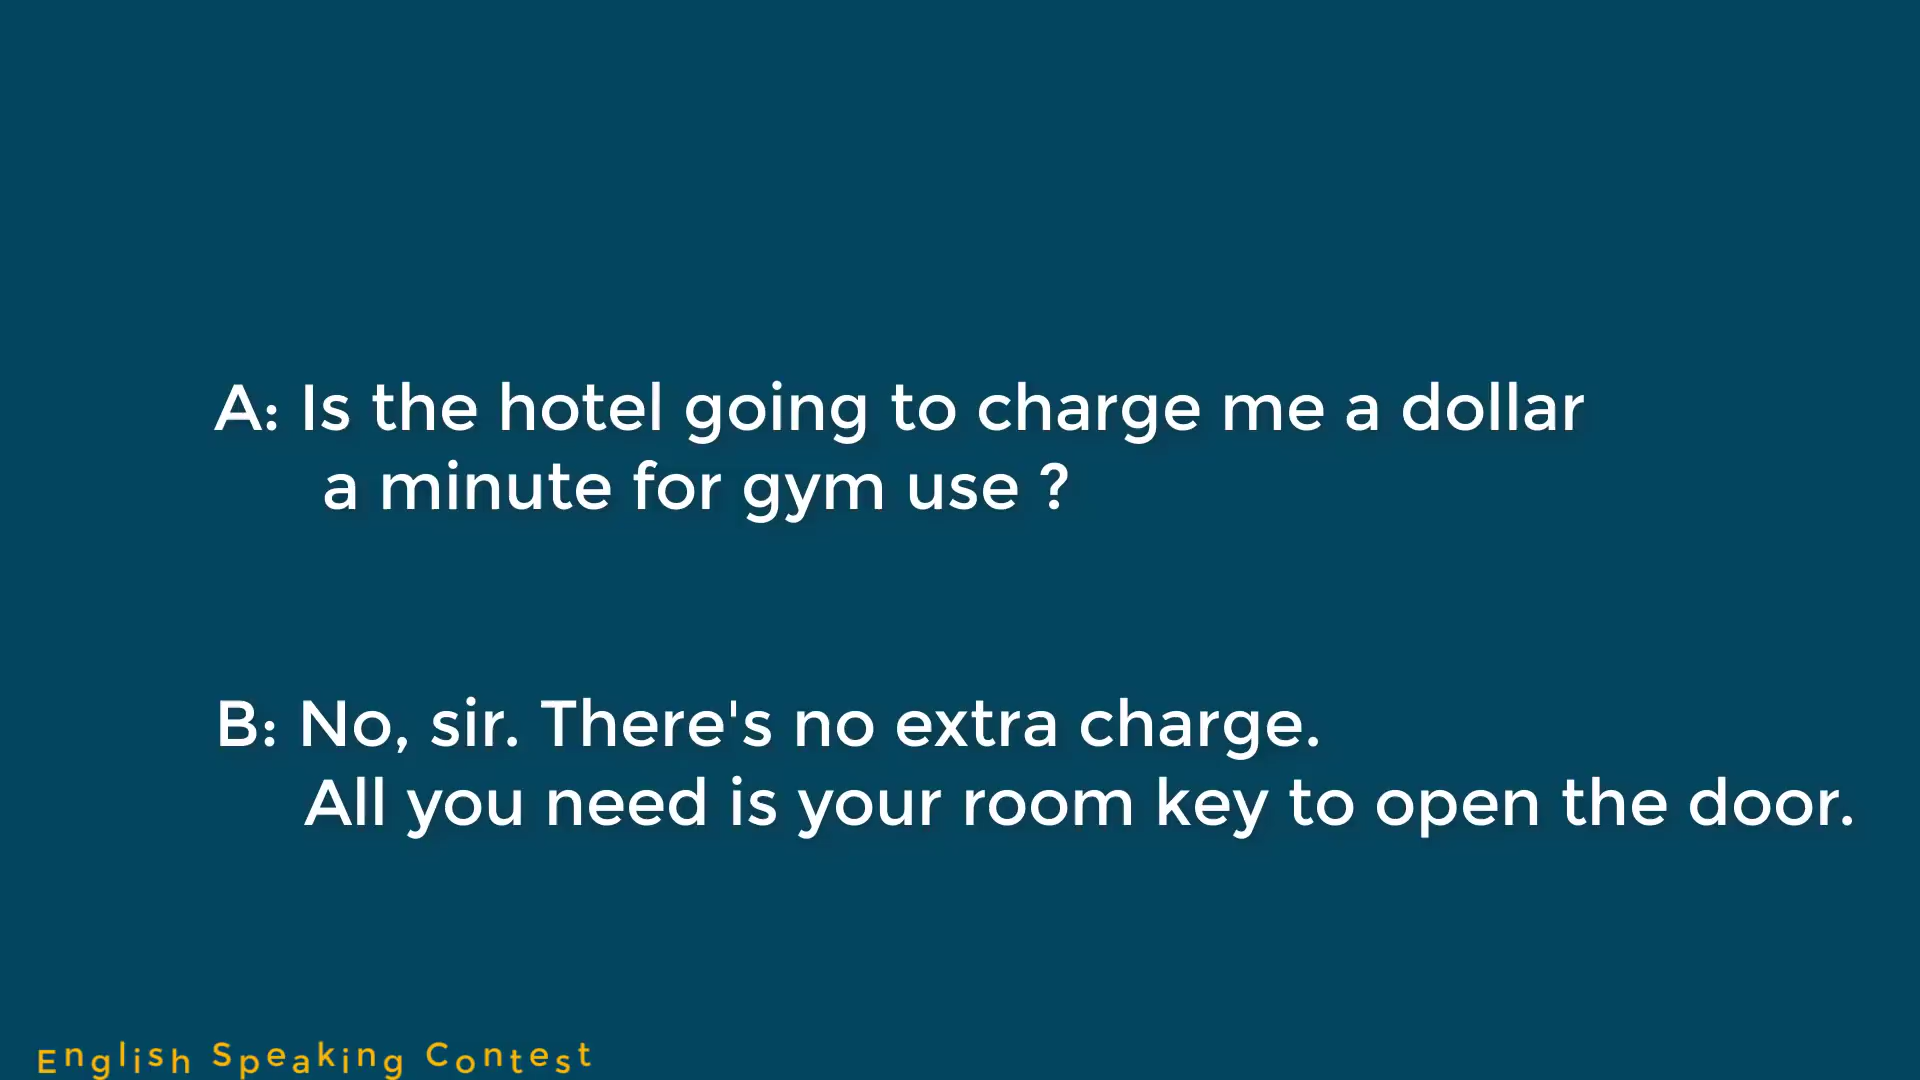 A: Is the hotel going to charge me a dollar
a minute for gym use ?
B: No, sir. There's no extra charge.
All you need is your room key to open the door.
English Speaking Contest